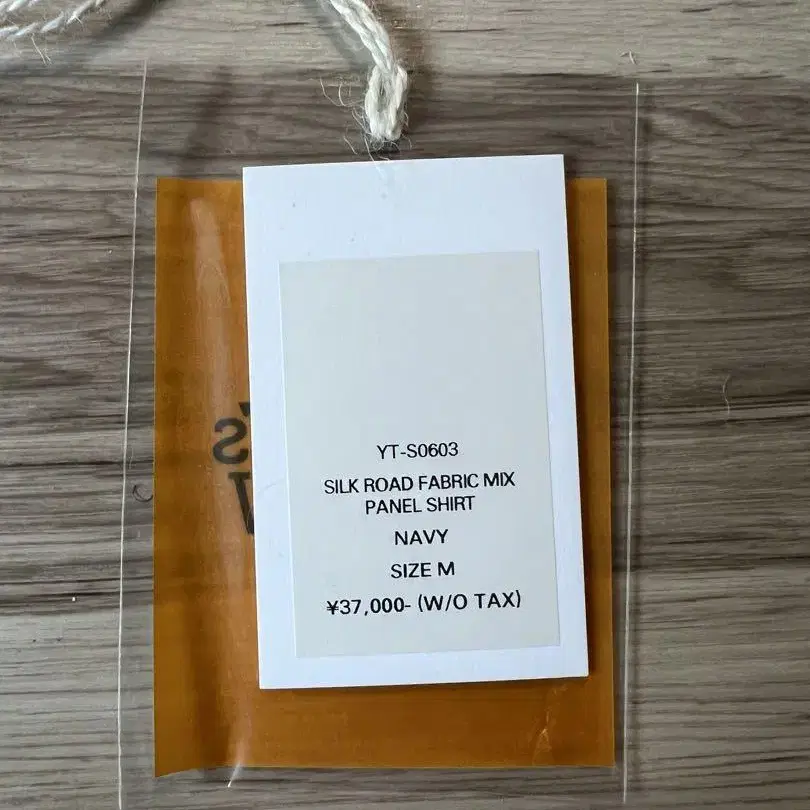 YT-S0603
SILK ROAD FABRIC MIX
PANEL SHIRT
NAVY
SIZE M
¥37,000- (W/O TAX)